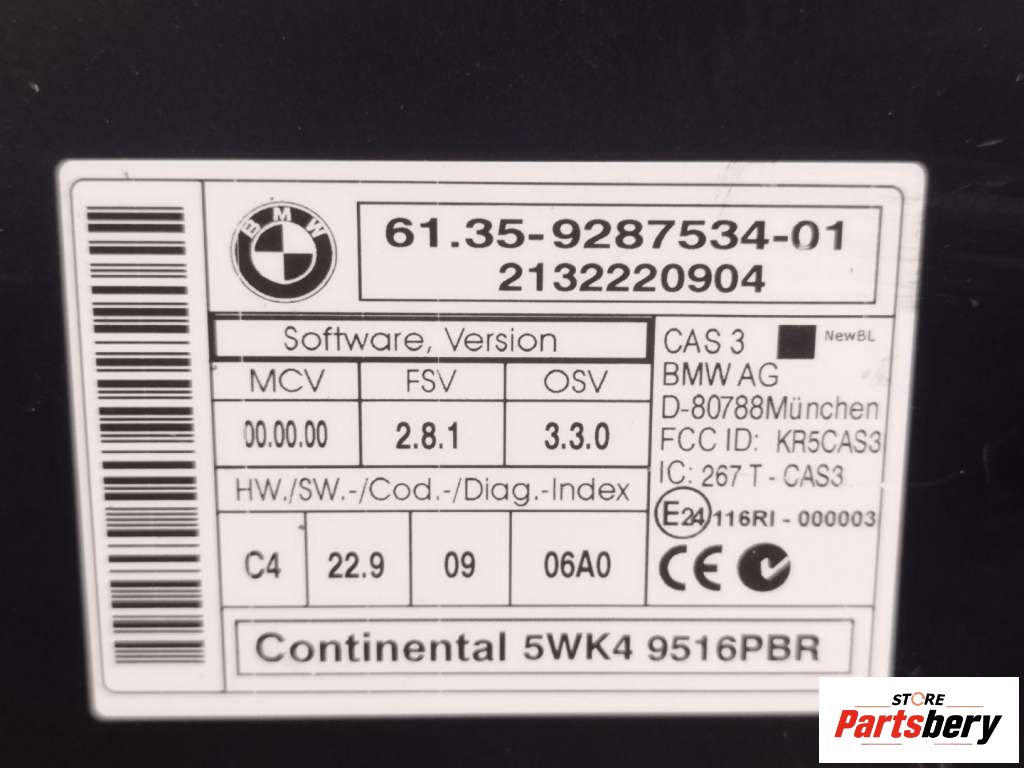 BMW
61.35-9287534-01
2132220904
Software, Version
MCV FSV OSV
00.00.00 2.8.1 3.3.0
HW./SW.-/Cod.-/Diag.-Index
C4 22.9 09 06A0
CAS 3 NewBL
BMW AG
D-80788München
FCC ID: KR5CAS3
IC: 267 T - CAS3
E24 116RI - 000003
CE
Continental 5WK4 9516PBR
STORE
Partsbery